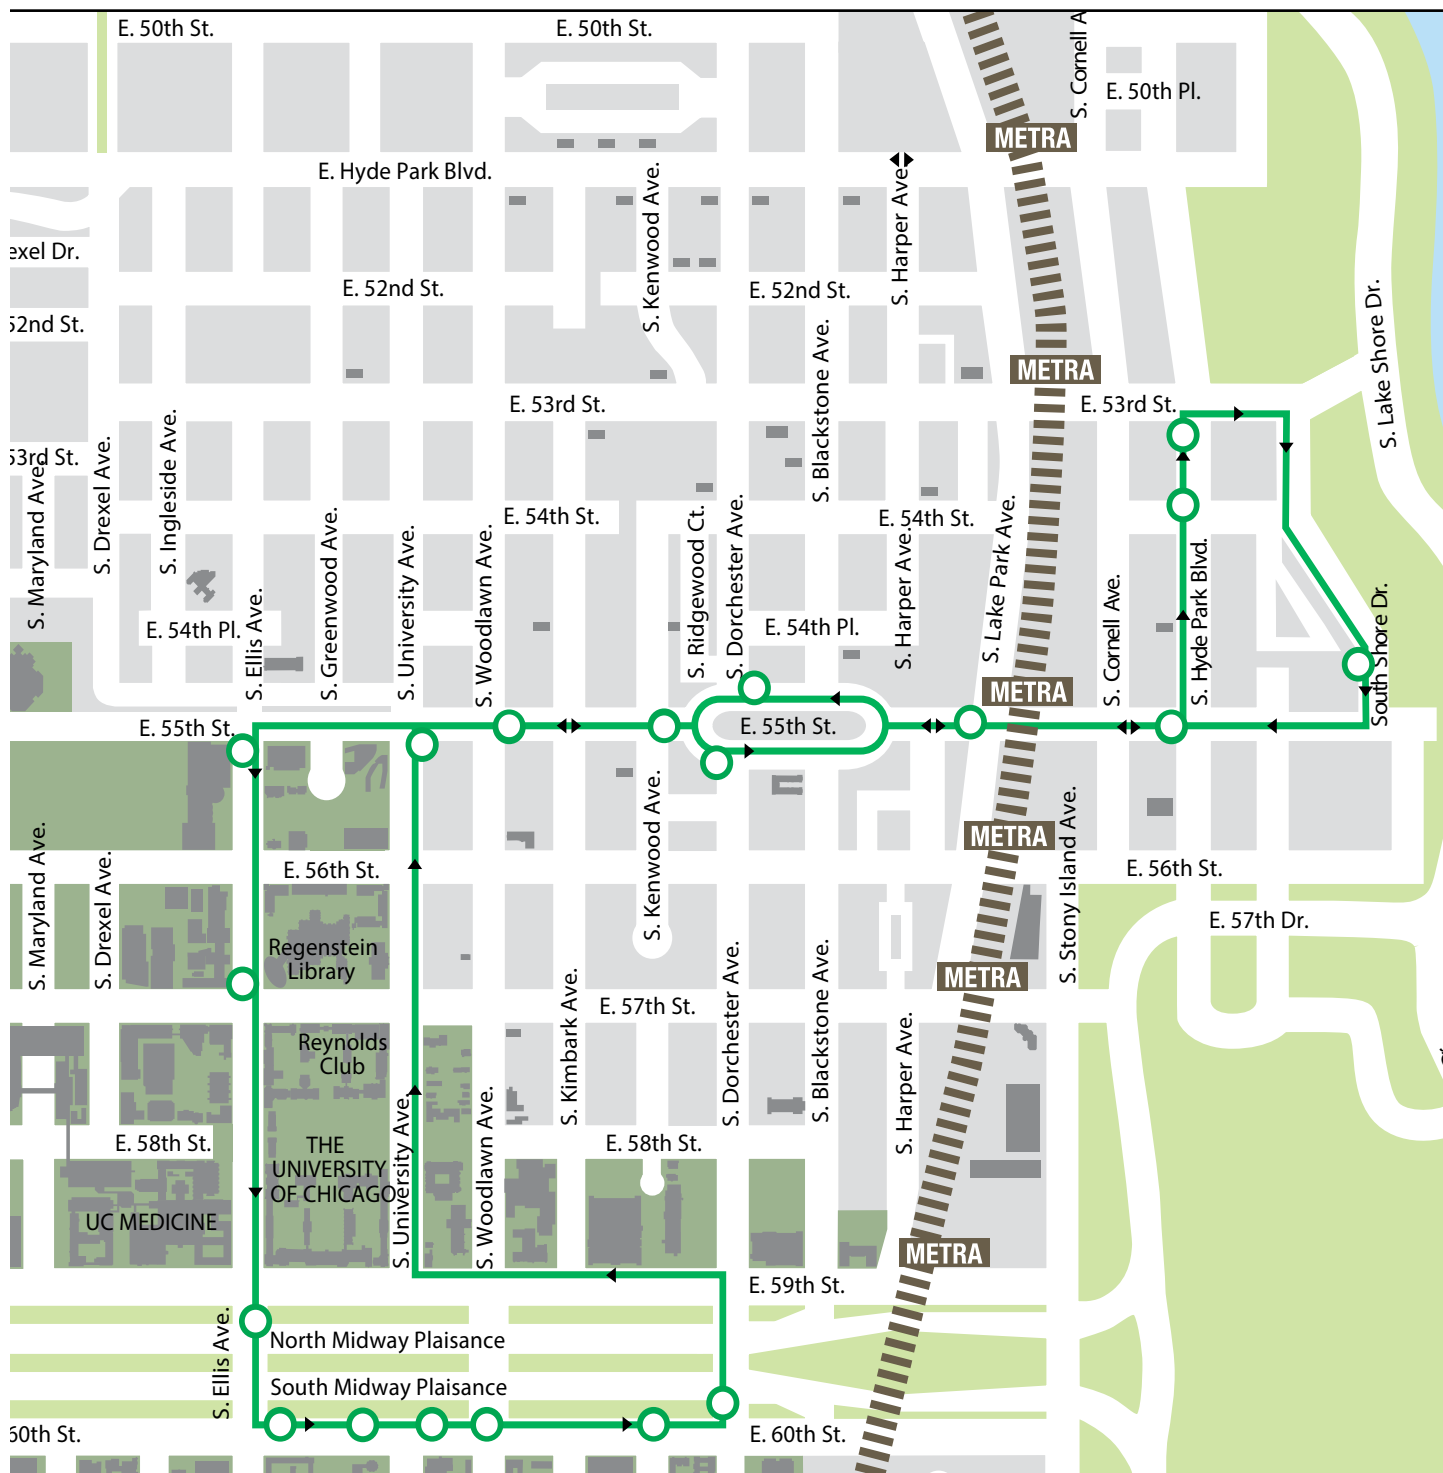 E. 50th St.
E. 50th St.
S. Cornell A
E. 50th Pl.
METRA
E. Hyde Park Blvd.
S. Kenwood Ave.
S. Harper Ave.
exel Dr.
E. 52nd St.
E. 52nd St.
52nd St.
S. Lake Shore Dr.
METRA
S. Blackstone Ave.
E. 53rd St.
E. 53rd St.
53rd St.
S. Maryland Ave.
S. Drexel Ave.
S. Ingleside Ave.
E. 54th St.
E. 54th St.
S. Ellis Ave.
S. Greenwood Ave.
S. University Ave.
S. Woodlawn Ave.
S. Ridgewood Ct.
S. Dorchester Ave.
S. Harper Ave.
S. Lake Park Ave.
S. Cornell Ave.
S. Hyde Park Blvd.
South Shore Dr.
E. 54th Pl.
E. 54th Pl.
METRA
E. 55th St.
E. 55th St.
S. Kenwood Ave.
METRA
S. Stony Island Ave.
S. Maryland Ave.
S. Drexel Ave.
E. 56th St.
E. 56th St.
E. 57th Dr.
Regenstein
Library
METRA
E. 57th St.
S. Kimbark Ave.
S. Dorchester Ave.
S. Blackstone Ave.
S. Harper Ave.
Reynolds
Club
S. University Ave.
S. Woodlawn Ave.
E. 58th St.
E. 58th St.
THE
UNIVERSITY
OF CHICAGO
UC MEDICINE
METRA
E. 59th St.
S. Ellis Ave.
North Midway Plaisance
South Midway Plaisance
60th St.
E. 60th St.